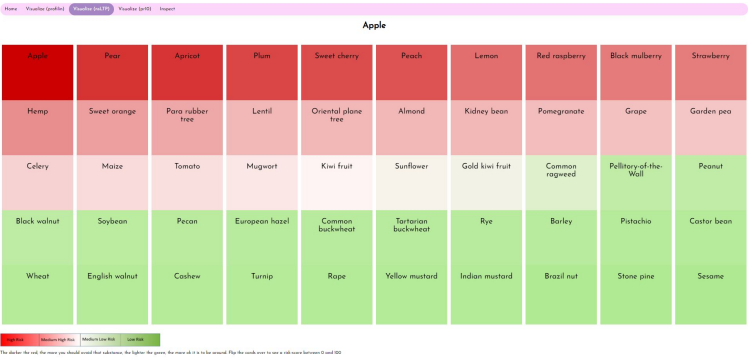 Home Visualise (profilin) Visualise (nsLTP) Visualise (pr10) Inspect
Apple
Apple Pear Apricot Plum Sweet cherry Peach Lemon Red raspberry Black mulberry Strawberry
Hemp Sweet orange Para rubber tree Lentil Oriental plane tree Almond Kidney bean Pomegranate Grape Garden pea
Celery Maize Tomato Mugwort Kiwi fruit Sunflower Gold kiwi fruit Common ragweed Pellitory-of-the-Wall Peanut
Black walnut Soybean Pecan European hazel Common buckwheat Tartarian buckwheat Rye Barley Pistachio Castor bean
Wheat English walnut Cashew Turnip Rape Yellow mustard Indian mustard Brazil nut Stone pine Sesame
High Risk Medium High Risk Medium Low Risk Low Risk
The darker the red, the more you should avoid that substance; the lighter the green, the more ok it is to be around. Flip the cards over to see a risk score between 0 and 100